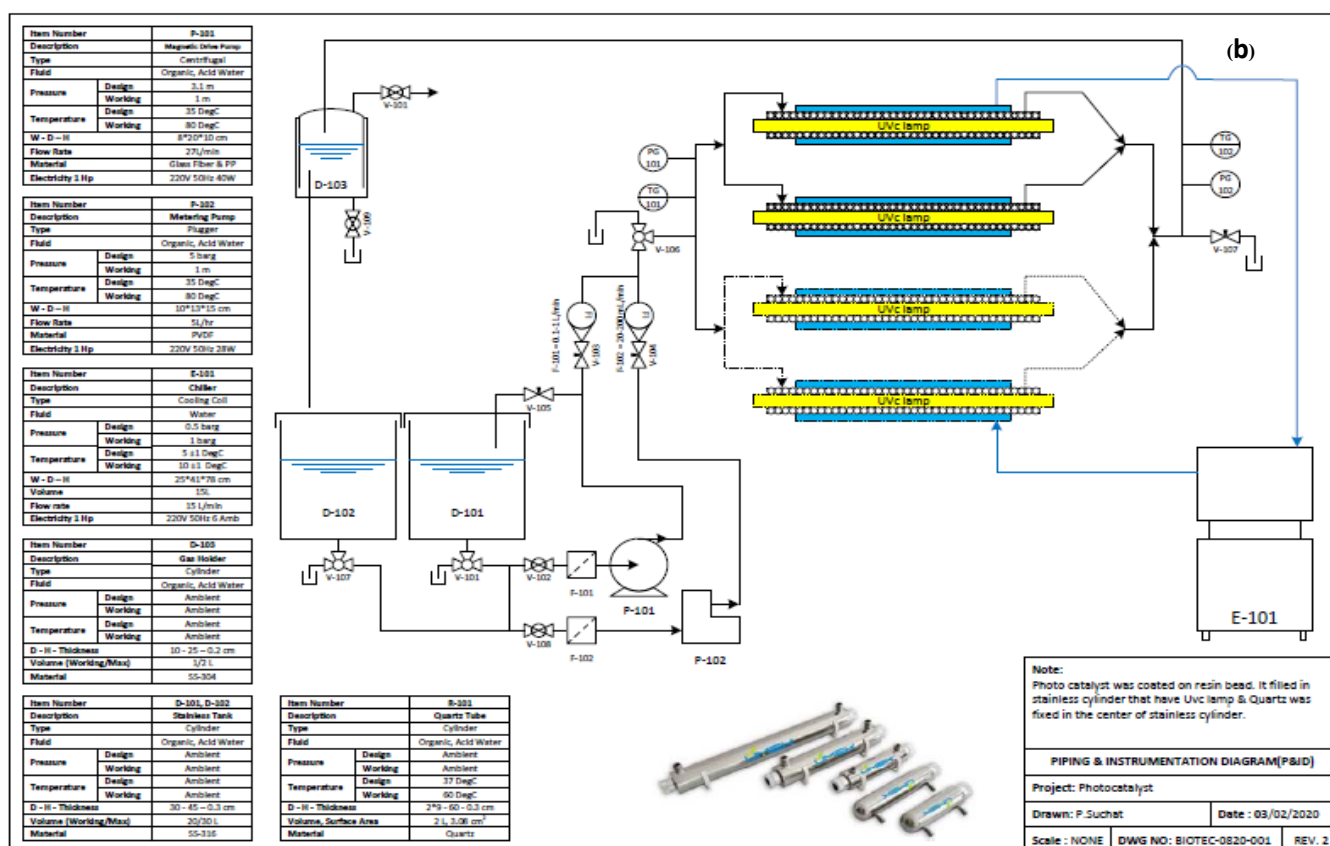 (b)
Item Number P-101
Description Magnetic Drive Pump
Type Centrifugal
Fluid Organic, Acid Water
Pressure Design 3.1 m
Working 1 m
Temperature Design 35 DegC
Working 80 DegC
W - D – H 8*20*10 cm
Flow Rate 27L/min
Material Glass Fiber & PP
Electricity 1 Hp 220V 50Hz 40W
Item Number P-102
Description Metering Pump
Type Plugger
Fluid Organic, Acid Water
Pressure Design 5 barg
Working 1 m
Temperature Design 35 DegC
Working 80 DegC
W - D – H 10*13*15 cm
Flow Rate 5L/hr
Material PVDF
Electricity 1 Hp 220V 50Hz 28W
Item Number E-101
Description Chiller
Type Cooling Coil
Fluid Water
Pressure Design 0.5 barg
Working 1 barg
Temperature Design 5 ±1 DegC
Working 10 ±1 DegC
W - D – H 25*41*78 cm
Volume 15L
Flow rate 15 L/min
Electricity 1 Hp 220V 50Hz 6 Amb
Item Number D-103
Description Gas Holder
Type Cylinder
Fluid Organic, Acid Water
Pressure Design Ambient
Working Ambient
Temperature Design Ambient
Working Ambient
D - H - Thickness 10 - 25 – 0.2 cm
Volume (Working/Max) 1/2 L
Material SS-304
Item Number D-101, D-102
Description Stainless Tank
Type Cylinder
Fluid Organic, Acid Water
Pressure Design Ambient
Working Ambient
Temperature Design Ambient
Working Ambient
D - H - Thickness 30 - 45 – 0.3 cm
Volume (Working/Max) 20/30 L
Material SS-316
Item Number R-101
Description Quartz Tube
Type Cylinder
Fluid Organic, Acid Water
Pressure Design Ambient
Working Ambient
Temperature Design 37 DegC
Working 60 DegC
D - H - Thickness 2*9 - 60 - 0.3 cm
Volume, Surface Area 2 L, 3.08 cm
Material Quartz
V-101
D-103
V-109
UVc lamp
UVc lamp
UVc lamp
UVc lamp
PG 101
TG 101
TG 102
PG 102
V-106
V-107
F-101 = 0.1-1 L/min
V-103
F-102 = 20-200 mL/min
V-104
V-105
D-102
D-101
V-107
V-101
V-102
F-101
P-101
V-108
F-102
P-102
E-101
Note:
Photo catalyst was coated on resin bead. It filled in
stainless cylinder that have Uvc lamp & Quartz was
fixed in the center of stainless cylinder.
PIPING & INSTRUMENTATION DIAGRAM(P&ID)
Project: Photocatalyst
Drawn: P.Suchat Date : 03/02/2020
Scale : NONE DWG NO: BIOTEC-0820-001 REV. 2